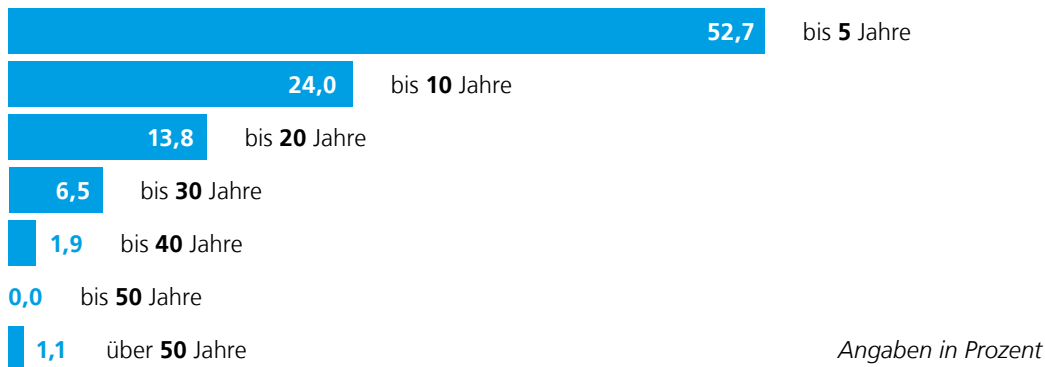 52,7 bis 5 Jahre
24,0 bis 10 Jahre
13,8 bis 20 Jahre
6,5 bis 30 Jahre
1,9 bis 40 Jahre
0,0 bis 50 Jahre
1,1 über 50 Jahre
Angaben in Prozent